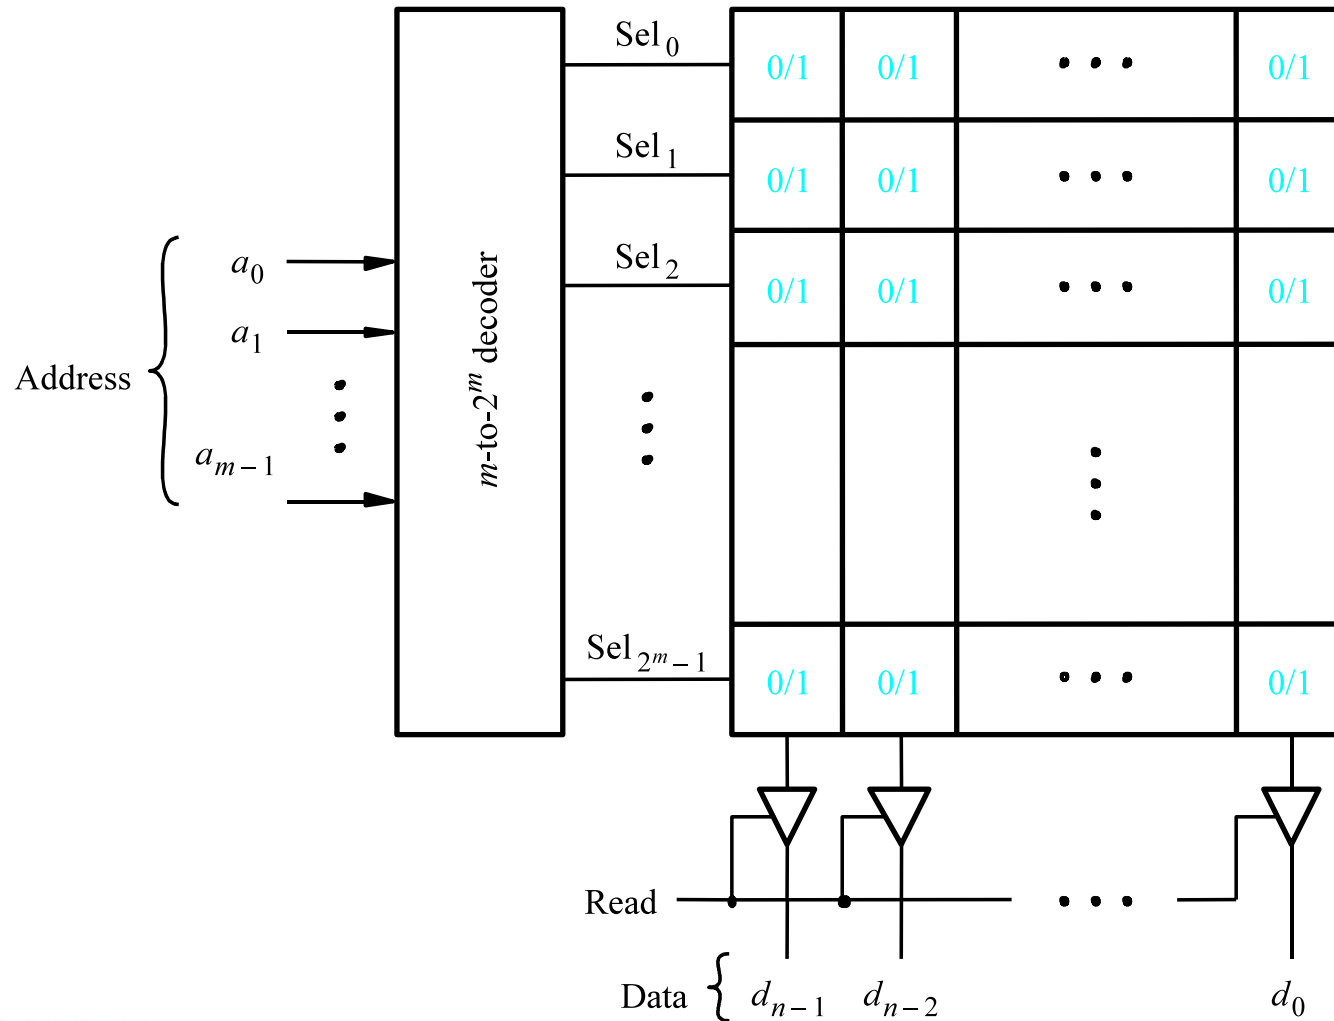 Sel₀ 0/1 0/1 • • • 0/1
Sel₁ 0/1 0/1 • • • 0/1
Sel₂ 0/1 0/1 • • • 0/1
a₀
a₁
Address
aₘ₋₁
m-to-2ᵐ decoder
Sel₂ᵐ₋₁ 0/1 0/1 • • • 0/1
Read • • •
Data { dₙ₋₁ dₙ₋₂ d₀